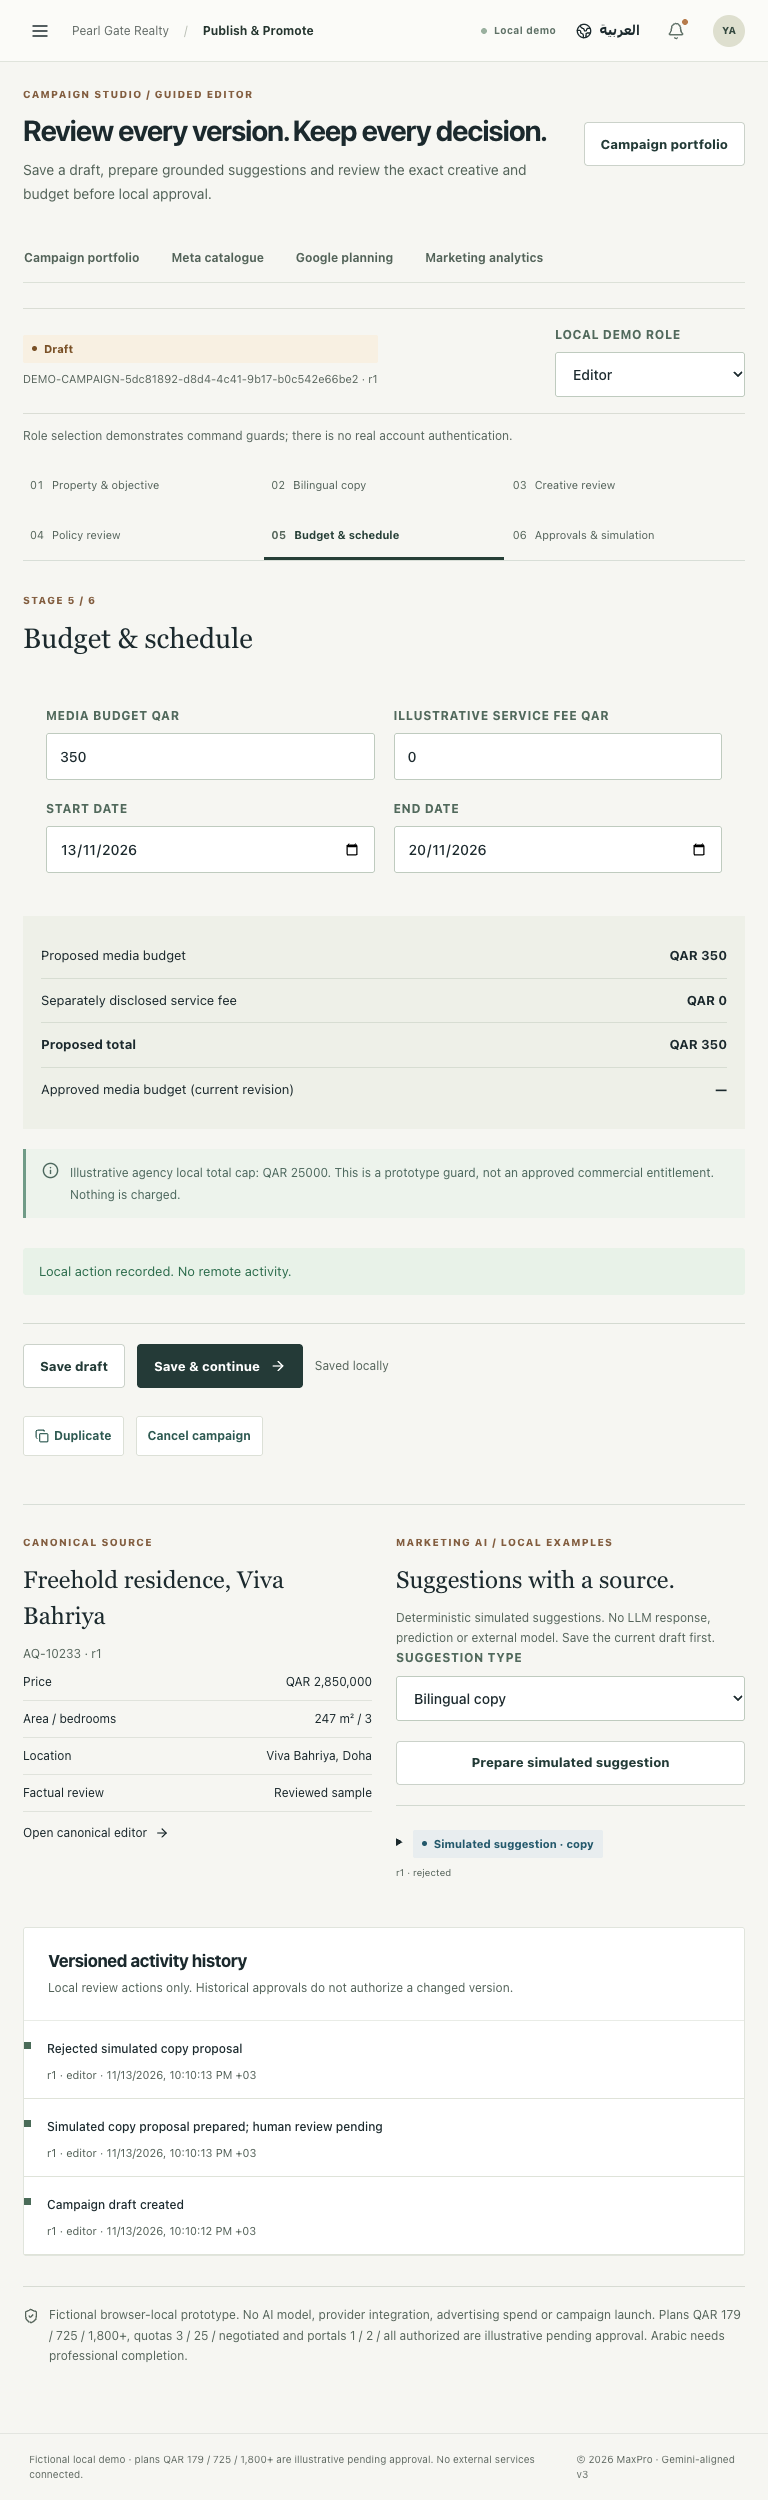 Pearl Gate Realty / Publish & Promote
Local demo
العربية
YA
CAMPAIGN STUDIO / GUIDED EDITOR
Review every version. Keep every decision.
Save a draft, prepare grounded suggestions and review the exact creative and
budget before local approval.
Campaign portfolio
Campaign portfolio
Meta catalogue
Google planning
Marketing analytics
Draft
DEMO-CAMPAIGN-5dc81892-d8d4-4c41-9b17-b0c542e66be2 · r1
LOCAL DEMO ROLE
Editor
Role selection demonstrates command guards; there is no real account authentication.
01 Property & objective
02 Bilingual copy
03 Creative review
04 Policy review
05 Budget & schedule
06 Approvals & simulation
STAGE 5 / 6
Budget & schedule
MEDIA BUDGET QAR
350
ILLUSTRATIVE SERVICE FEE QAR
0
START DATE
13/11/2026
END DATE
20/11/2026
Proposed media budget QAR 350
Separately disclosed service fee QAR 0
Proposed total QAR 350
Approved media budget (current revision) —
Illustrative agency local total cap: QAR 25000. This is a prototype guard, not an approved commercial entitlement.
Nothing is charged.
Local action recorded. No remote activity.
Save draft
Save & continue
Saved locally
Duplicate
Cancel campaign
CANONICAL SOURCE
Freehold residence, Viva
Bahriya
AQ-10233 · r1
Price QAR 2,850,000
Area / bedrooms 247 m² / 3
Location Viva Bahriya, Doha
Factual review Reviewed sample
Open canonical editor
MARKETING AI / LOCAL EXAMPLES
Suggestions with a source.
Deterministic simulated suggestions. No LLM response,
prediction or external model. Save the current draft first.
SUGGESTION TYPE
Bilingual copy
Prepare simulated suggestion
Simulated suggestion · copy
r1 · rejected
Versioned activity history
Local review actions only. Historical approvals do not authorize a changed version.
Rejected simulated copy proposal
r1 · editor · 11/13/2026, 10:10:13 PM +03
Simulated copy proposal prepared; human review pending
r1 · editor · 11/13/2026, 10:10:13 PM +03
Campaign draft created
r1 · editor · 11/13/2026, 10:10:12 PM +03
Fictional browser-local prototype. No AI model, provider integration, advertising spend or campaign launch. Plans QAR 179
/ 725 / 1,800+, quotas 3 / 25 / negotiated and portals 1 / 2 / all authorized are illustrative pending approval. Arabic needs
professional completion.
Fictional local demo · plans QAR 179 / 725 / 1,800+ are illustrative pending approval. No external services
connected.
© 2026 MaxPro · Gemini-aligned
v3